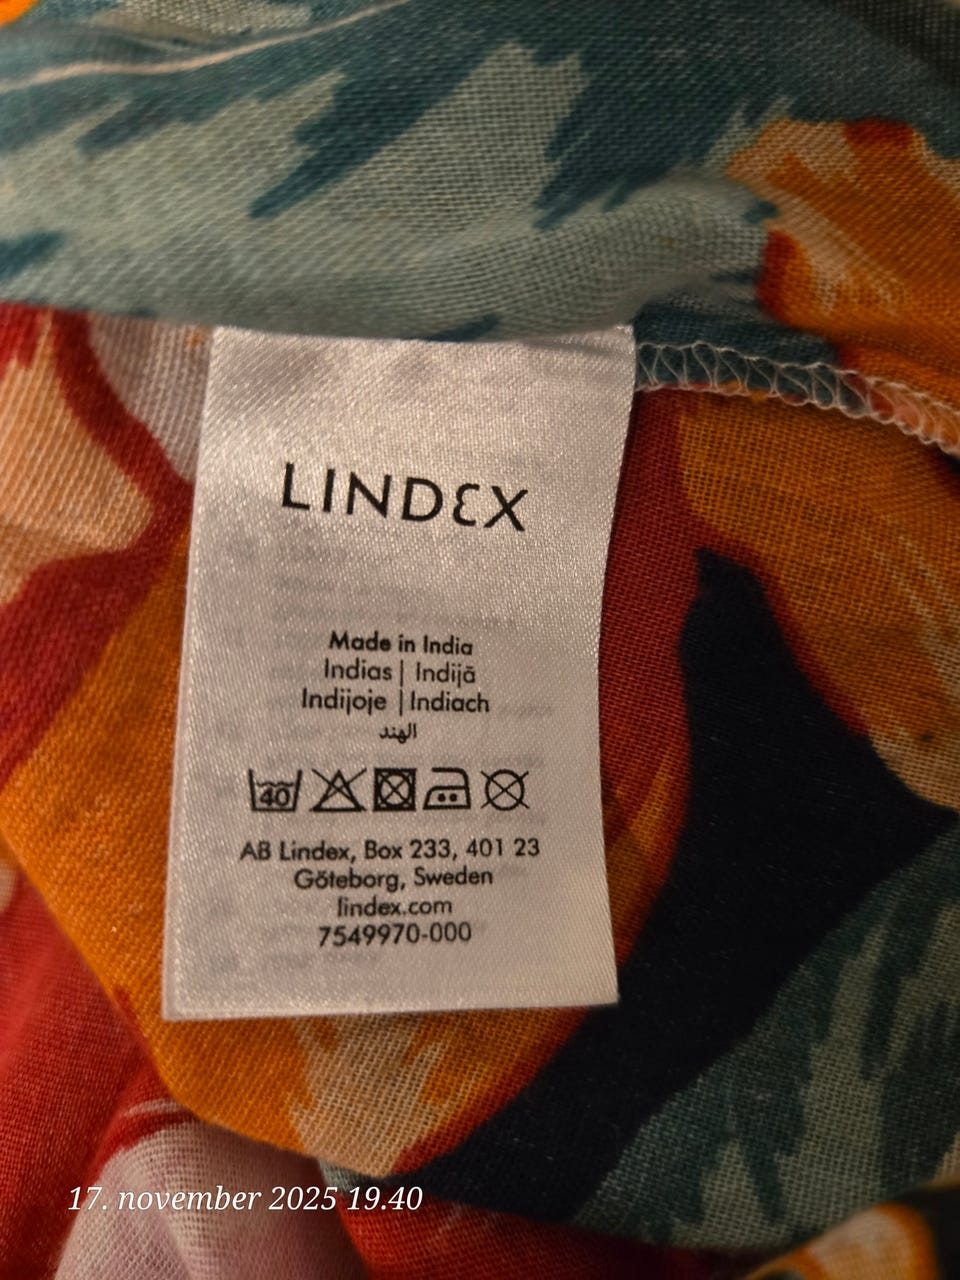 LINDEX
Made in India
Indias | Indijā
Indijoje | Indiach
الهند
40
AB Lindex, Box 233, 401 23
Göteborg, Sweden
lindex.com
7549970-000
17. november 2025 19.40